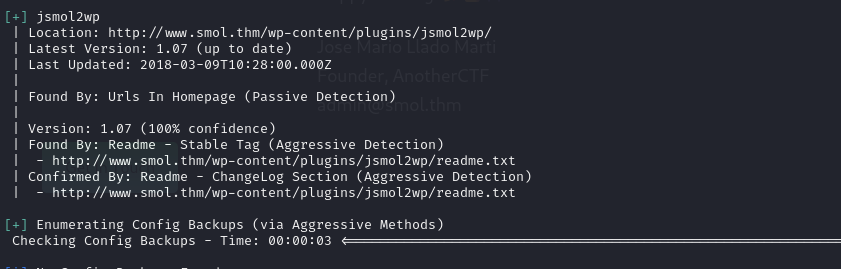 [+] jsmol2wp
| Location: http://www.smol.thm/wp-content/plugins/jsmol2wp/
| Latest Version: 1.07 (up to date)
Jose Mario Llado Marti
| Last Updated: 2018-03-09T10:28:00.000Z
|
Founder, AnotherCTF
| Found By: Urls In Homepage (Passive Detection)
|
admin@smol.thm
| Version: 1.07 (100% confidence)
| Found By: Readme - Stable Tag (Aggressive Detection)
|  - http://www.smol.thm/wp-content/plugins/jsmol2wp/readme.txt
| Confirmed By: Readme - ChangeLog Section (Aggressive Detection)
|  - http://www.smol.thm/wp-content/plugins/jsmol2wp/readme.txt
[+] Enumerating Config Backups (via Aggressive Methods)
Checking Config Backups - Time: 00:00:03 <=